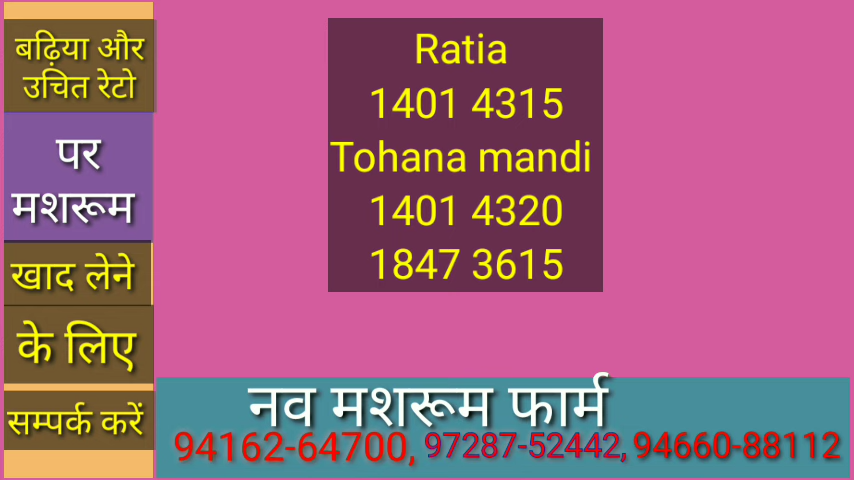 बढ़िया और
उचित रेटो
पर
मशरूम
खाद लेने
के लिए
सम्पर्क करें
Ratia
1401 4315
Tohana mandi
1401 4320
1847 3615
नव मशरूम फार्म
94162-64700, 97287-52442, 94660-88112